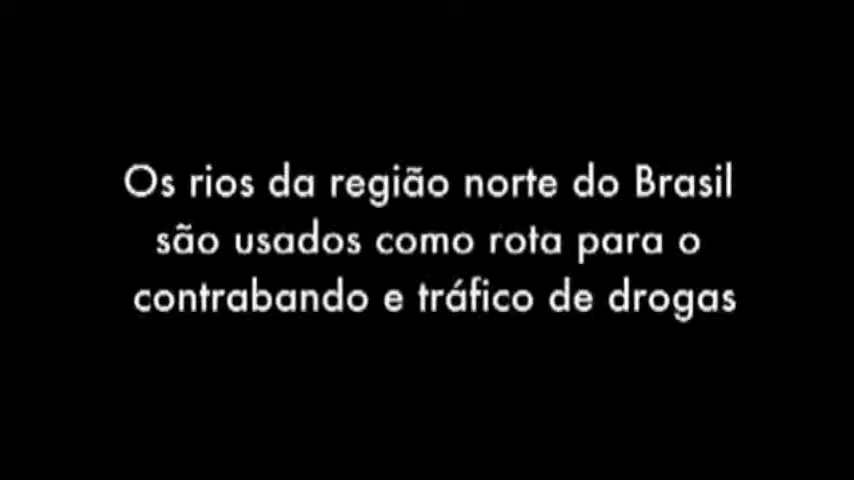 Os rios da região norte do Brasil
são usados como rota para o
contrabando e tráfico de drogas